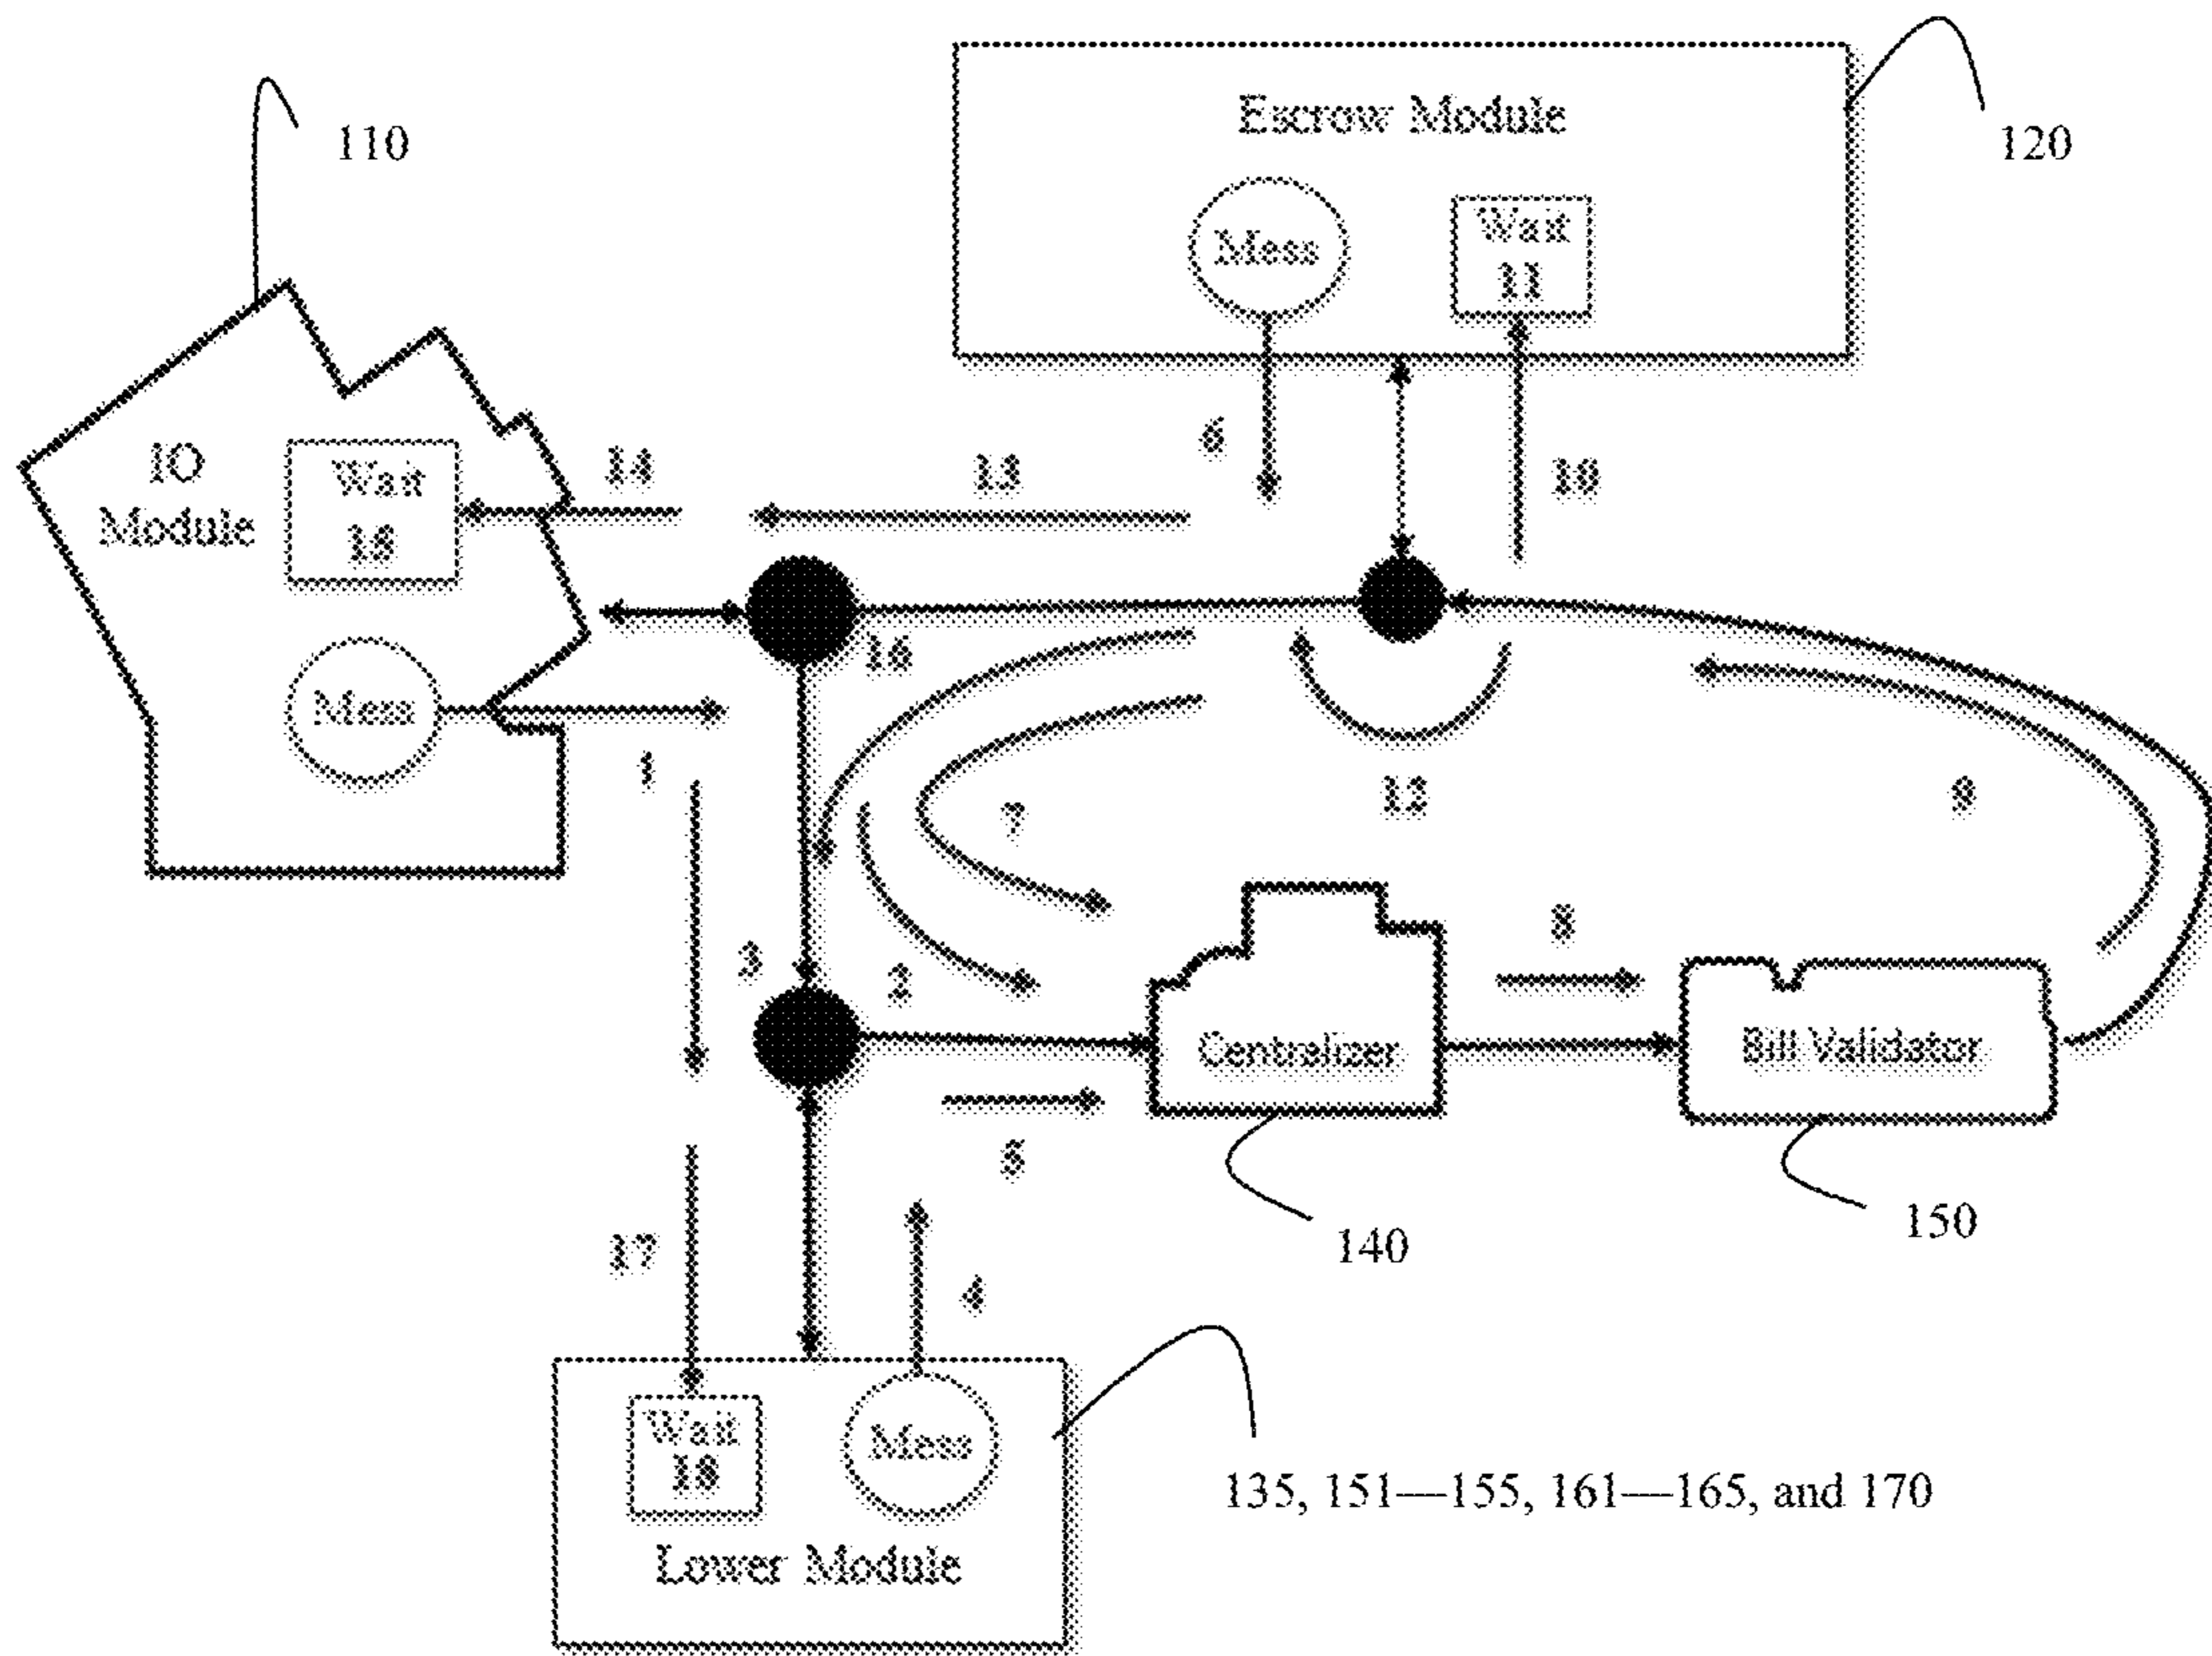 110
Escrow Module
120
Mess
Wait
11
IO
Module
Wait
14
13
6
10
16
Mess
1
7
12
9
3
2
8
Centralizer
Bill Validator
5
140
150
17
4
Wait
18
Mess
135, 151—155, 161—165, and 170
Lower Module